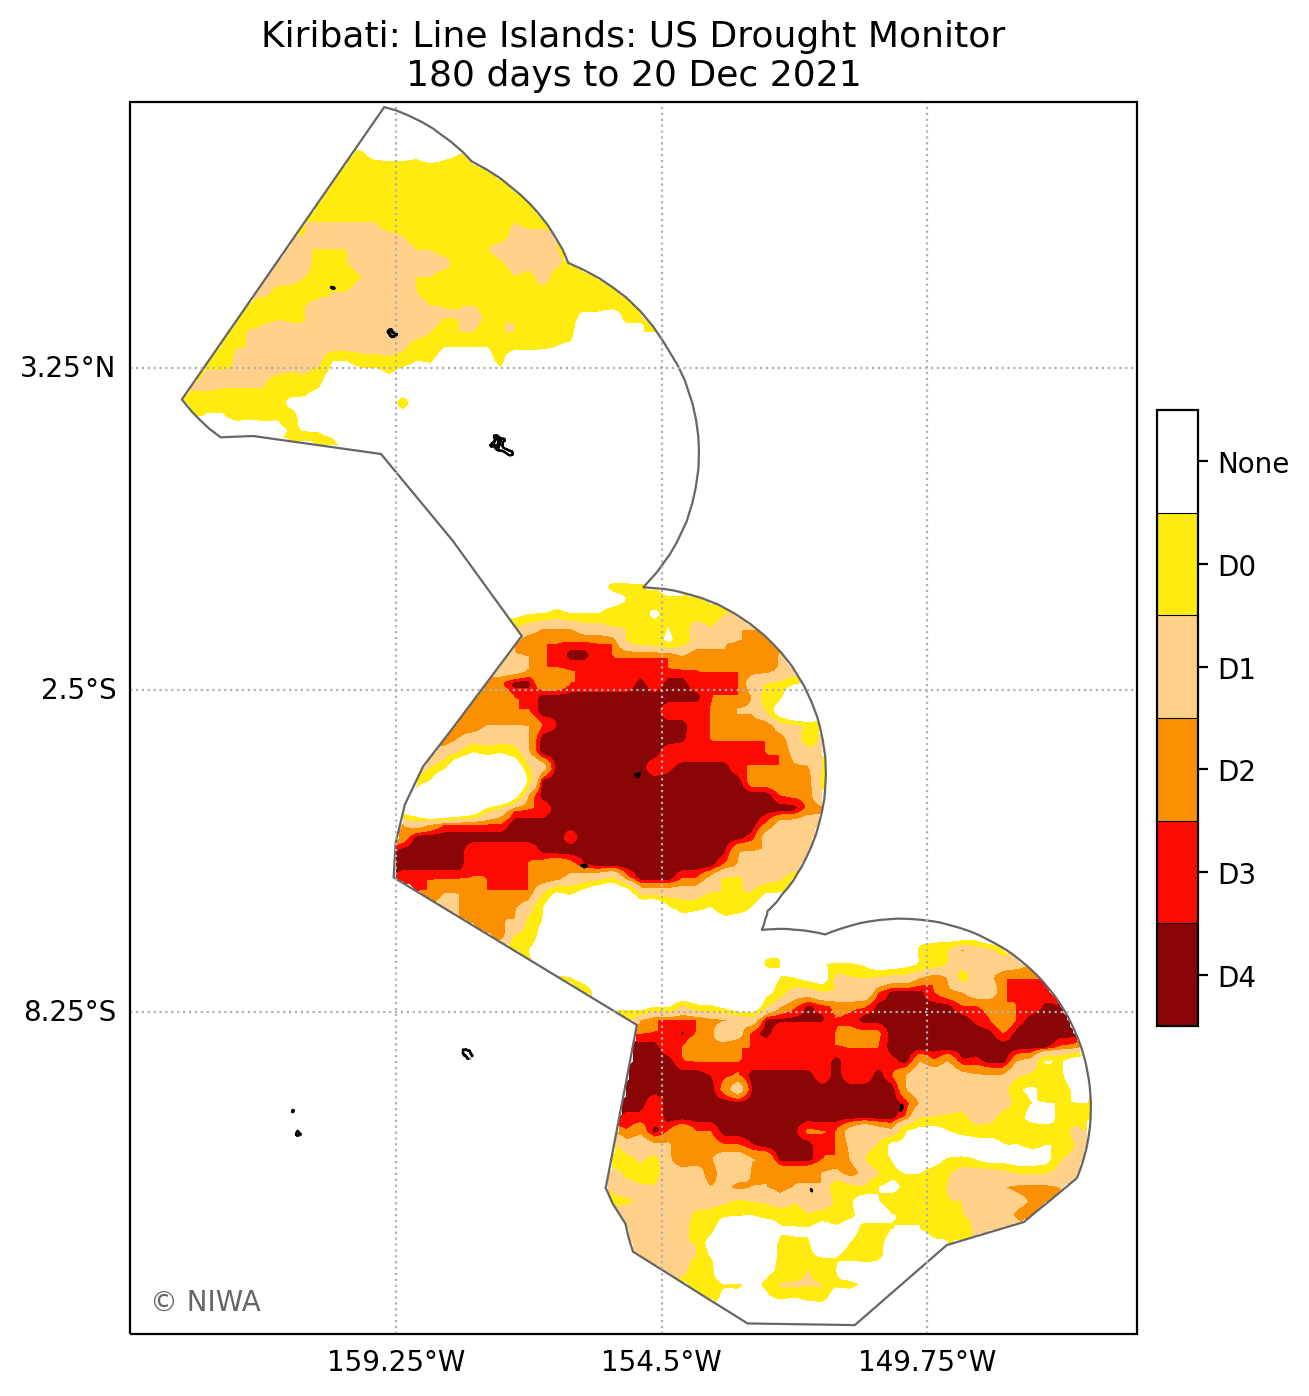 Kiribati: Line Islands: US Drought Monitor
180 days to 20 Dec 2021
3.25°N
2.5°S
8.25°S
159.25°W
154.5°W
149.75°W
None
D0
D1
D2
D3
D4
© NIWA